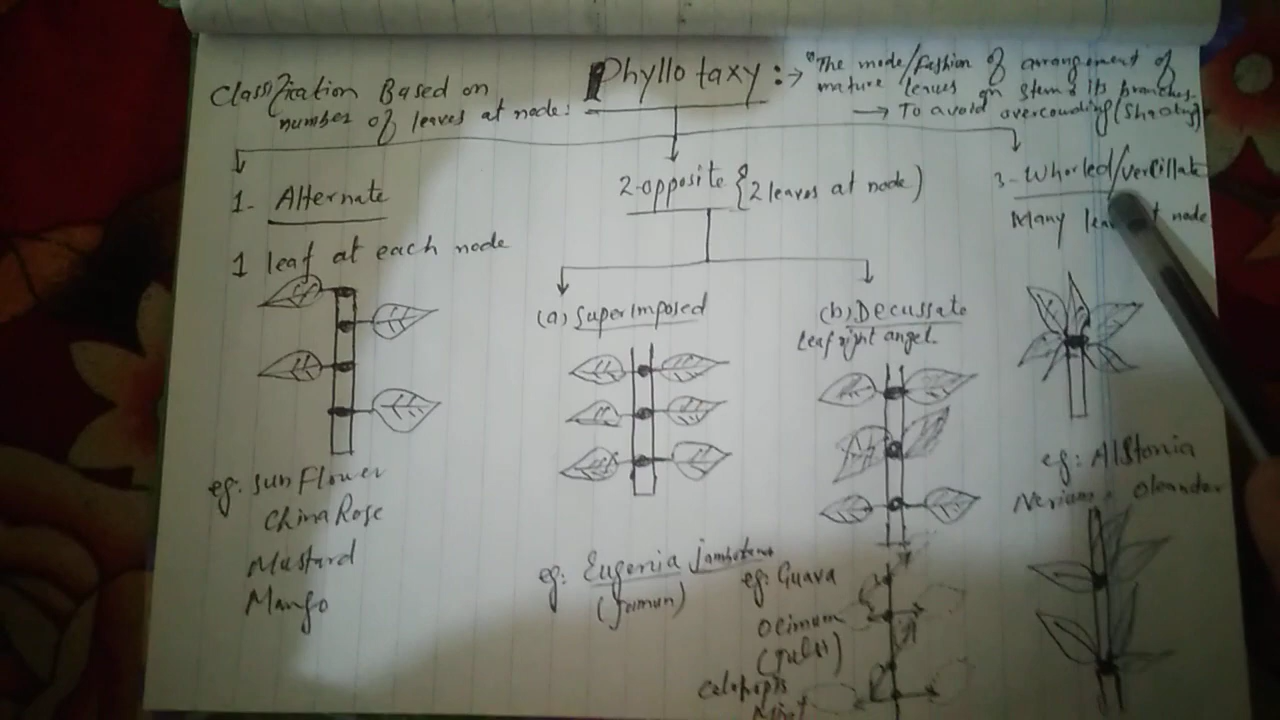 Phyllotaxy :→ "The mode/fashion of arrangement of
mature leaves on stem & its branches.
→ To avoid overcowding (Shading)
Classification Based on
number of leaves at node:
1- Alternate
1 leaf at each node
eg: Sun Flower
China Rose
Mustard
Mango
2-opposite {2 leaves at node)
(a) Superimposed
eg: Eugenia
(Jamun)
(b) Decussate
Leaf right angel.
eg: Guava
Ocimum
(Tulsi)
3- Whorled/Verticillate
Many node
eg: Alstonia
Oleander